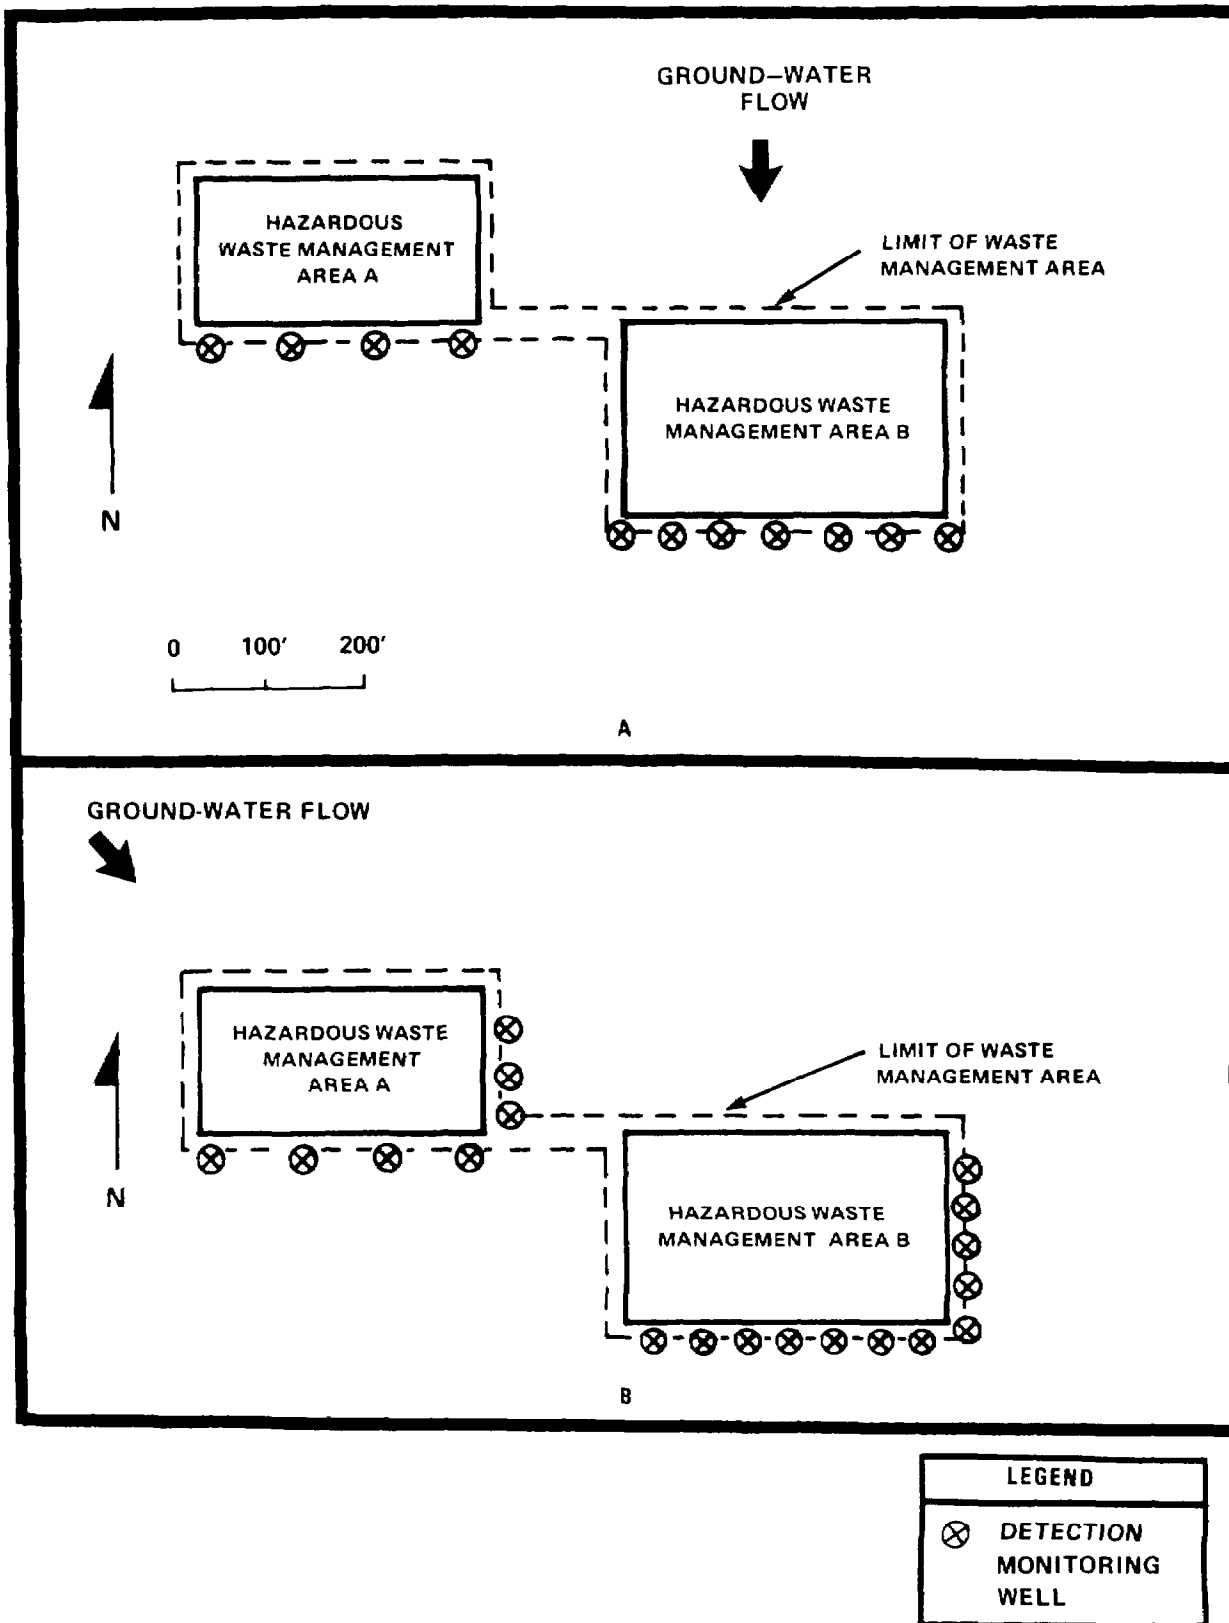 GROUND–WATER
FLOW
HAZARDOUS
WASTE MANAGEMENT
AREA A
LIMIT OF WASTE
MANAGEMENT AREA
HAZARDOUS WASTE
MANAGEMENT AREA B
N
0 100' 200'
A
GROUND-WATER FLOW
HAZARDOUS WASTE
MANAGEMENT
AREA A
LIMIT OF WASTE
MANAGEMENT AREA
N
HAZARDOUS WASTE
MANAGEMENT AREA B
B
LEGEND
DETECTION
MONITORING
WELL